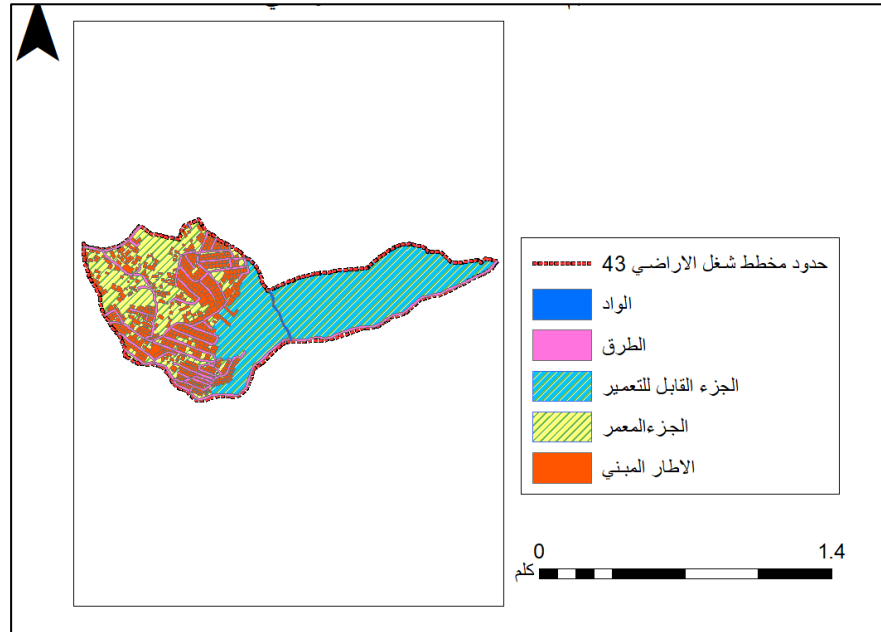 حدود مخطط شغل الاراضي 43
الواد
الطرق
الجزء القابل للتعمير
الجزءالمعمر
الاطار المبني
0 1.4
كلم